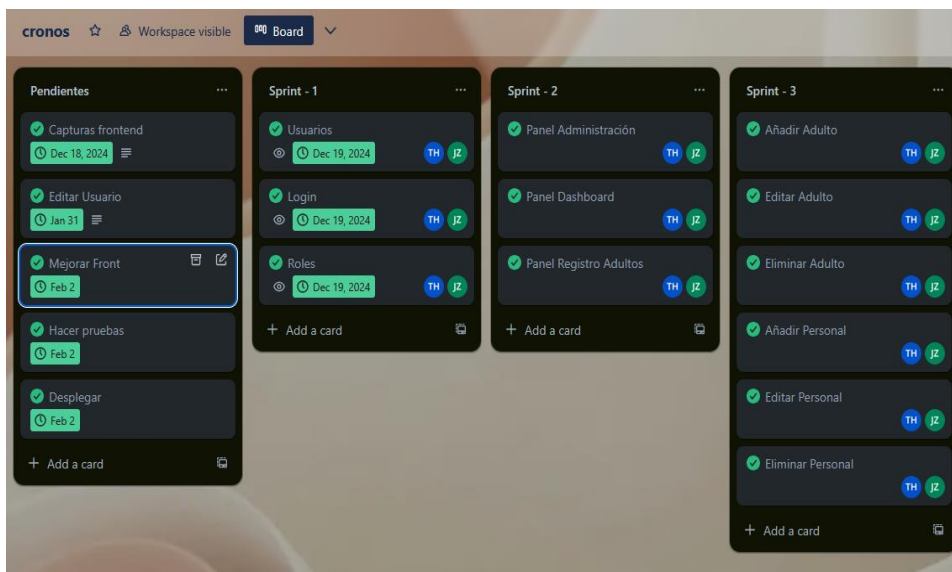 cronos Workspace visible Board
Pendientes
Capturas frontend
Dec 18, 2024
Editar Usuario
Jan 31
Mejorar Front
Feb 2
Hacer pruebas
Feb 2
Desplegar
Feb 2
+ Add a card
Sprint - 1
Usuarios
Dec 19, 2024 TH JZ
Login
Dec 19, 2024 TH JZ
Roles
Dec 19, 2024 TH JZ
+ Add a card
Sprint - 2
Panel Administración
TH JZ
Panel Dashboard
TH JZ
Panel Registro Adultos
TH JZ
+ Add a card
Sprint - 3
Añadir Adulto
TH JZ
Editar Adulto
TH JZ
Eliminar Adulto
TH JZ
Añadir Personal
TH JZ
Editar Personal
TH JZ
Eliminar Personal
TH JZ
+ Add a card